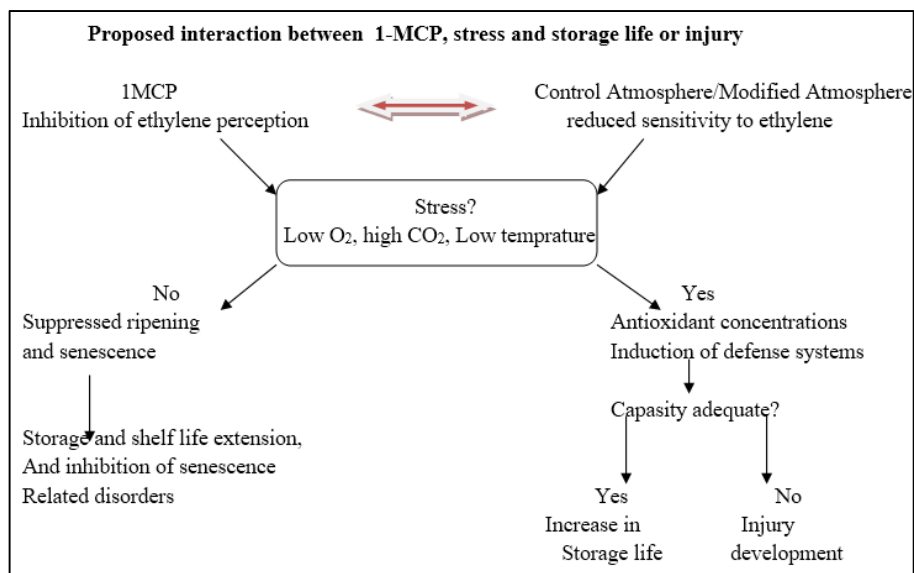 Proposed interaction between 1-MCP, stress and storage life or injury
1MCP
Inhibition of ethylene perception
Control Atmosphere/Modified Atmosphere
reduced sensitivity to ethylene
Stress?
Low O₂, high CO₂, Low temprature
No
Suppressed ripening
and senescence
Storage and shelf life extension,
And inhibition of senescence
Related disorders
Yes
Antioxidant concentrations
Induction of defense systems
Capasity adequate?
Yes
Increase in
Storage life
No
Injury
development